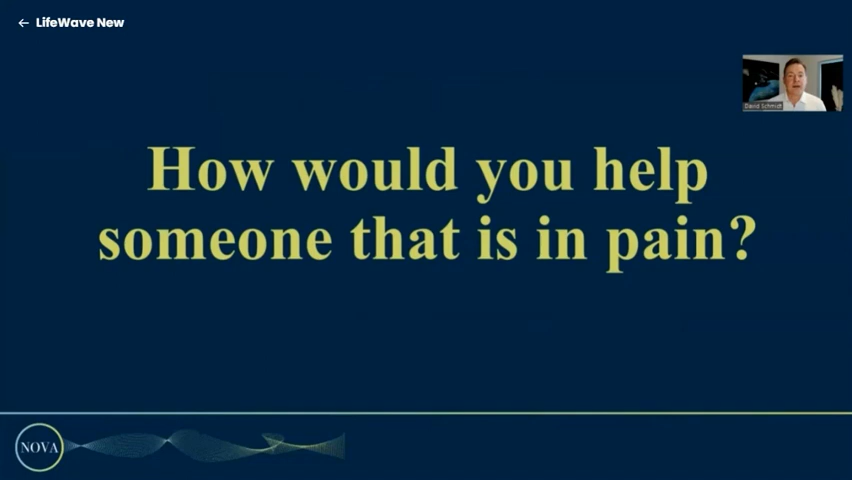 ← LifeWave New
David Schmidt
How would you help
someone that is in pain?
NOVA